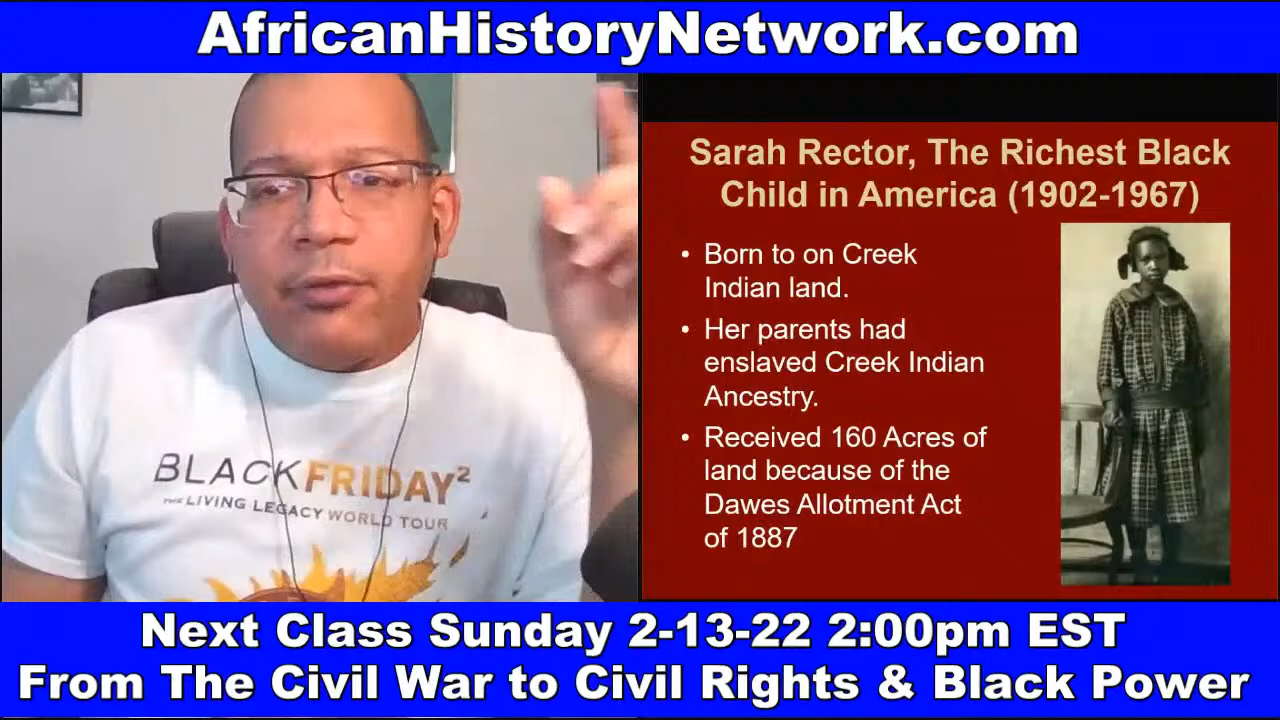 AfricanHistoryNetwork.com
BLACKFRIDAY²
THE LIVING LEGACY WORLD TOUR
Sarah Rector, The Richest Black
Child in America (1902-1967)
• Born to on Creek
Indian land.
• Her parents had
enslaved Creek Indian
Ancestry.
• Received 160 Acres of
land because of the
Dawes Allotment Act
of 1887
Next Class Sunday 2-13-22 2:00pm EST
From The Civil War to Civil Rights & Black Power